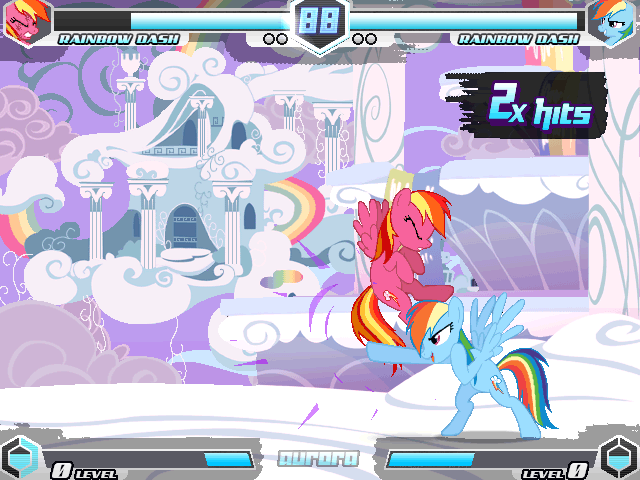 88
RAINBOW DASH
RAINBOW DASH
2x hits
0 LEVEL
aurora
LEVEL 0